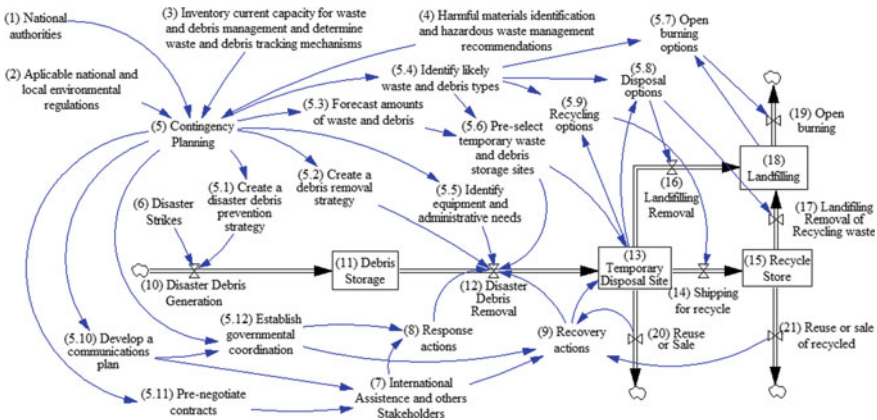 (1) National
authorities
(3) Inventory current capacity for waste
and debris management and determine
waste and debris tracking mechanisms
(4) Harmful materials identification
and hazardous waste management
recommendations
(5.7) Open
burning options
(2) Aplicable national and
local environmental
regulations
(5.4) Identify likely
waste and debris types
(5.8)
Disposal
options
(5.3) Forecast amounts
of waste and debris
(5.9)
Recycling
options
(5) Contingency
Planning
(5.6) Pre-select
temporary waste
and debris
storage sites
(19) Open
burning
(18)
Landfilling
(5.1) Create a
disaster debris
prevention
strategy
(5.2) Create a
debris removal
strategy
(5.5) Identify
equipment and
administrative needs
(16)
Landfilling
Removal
(6) Disaster
Strikes
(17) Landfiling
Removal of
Recycling waste
(10) Disaster Debris
Generation
(11) Debris
Storage
(12) Disaster
Debris
Removal
(13)
Temporary
Disposal Site
(14) Shipping
for recycle
(15) Recycle
Store
(5.12) Establish
governmental
coordination
(8) Response
actions
(9) Recovery
actions
(20) Reuse
or Sale
(21) Reuse or sale
of recycled
(5.10) Develop a
communications
plan
(7) International
Assistence and others
Stakeholders
(5.11) Pre-negotiate
contracts